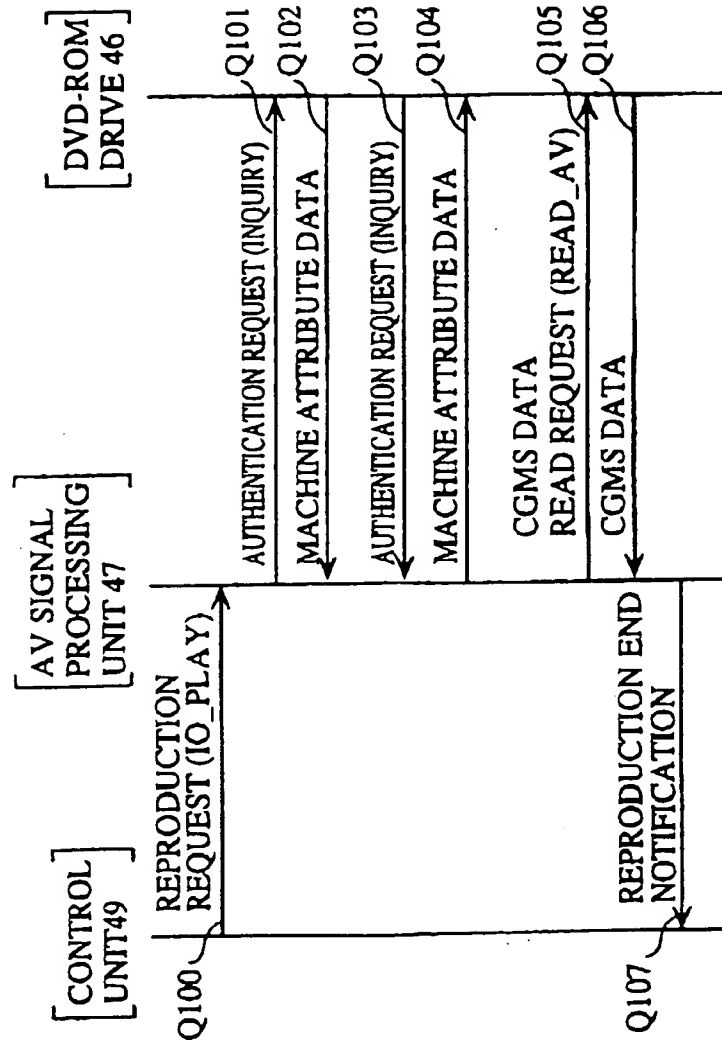 CONTROL
UNIT49
AV SIGNAL
PROCESSING
UNIT 47
DVD-ROM
DRIVE 46
Q100
REPRODUCTION
REQUEST (IO_PLAY)
AUTHENTICATION REQUEST (INQUIRY)
Q101
MACHINE ATTRIBUTE DATA
Q102
AUTHENTICATION REQUEST (INQUIRY)
Q103
MACHINE ATTRIBUTE DATA
Q104
CGMS DATA
READ REQUEST (READ_AV)
Q105
CGMS DATA
Q106
REPRODUCTION END
NOTIFICATION
Q107